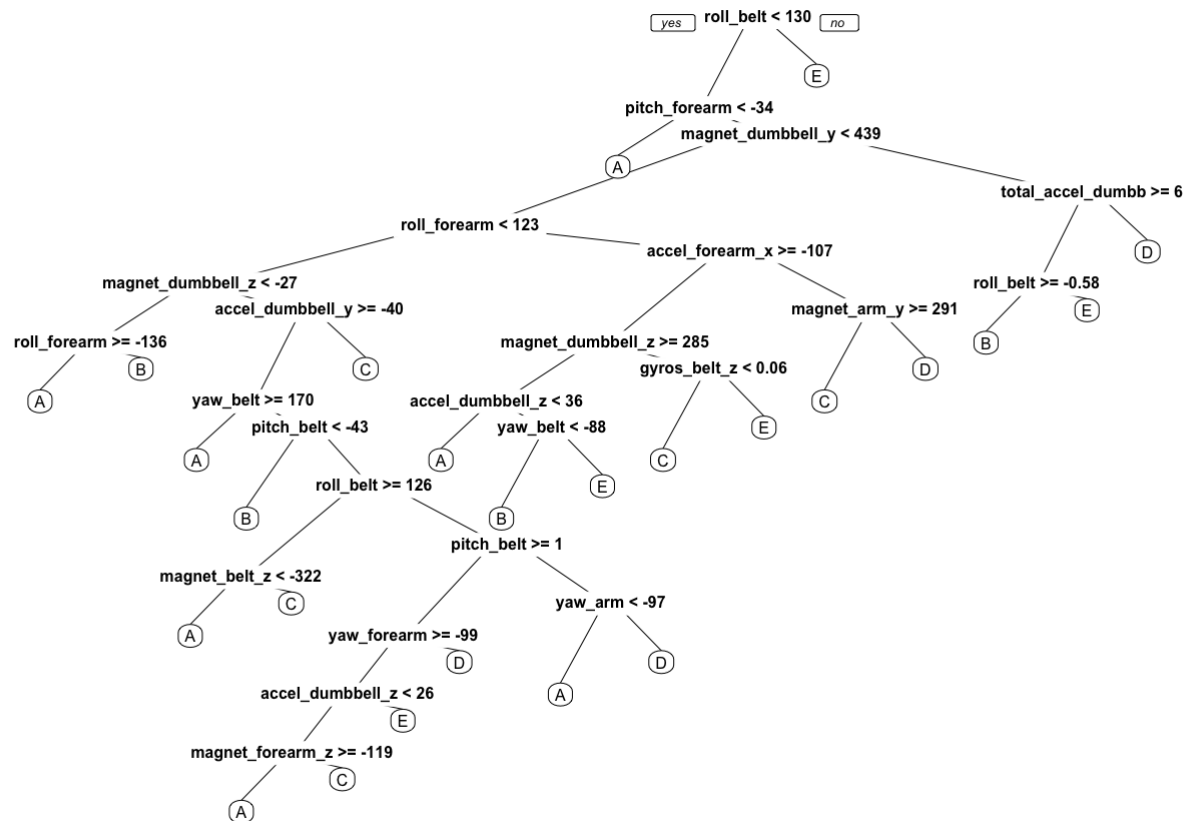 yes roll_belt < 130 no
E
pitch_forearm < -34
magnet_dumbbell_y < 439
A
total_accel_dumbb >= 6
roll_forearm < 123
accel_forearm_x >= -107
D
magnet_dumbbell_z < -27
roll_belt >= -0.58
accel_dumbbell_y >= -40
magnet_arm_y >= 291
E
roll_forearm >= -136
magnet_dumbbell_z >= 285
B
B
C
gyros_belt_z < 0.06
D
A
yaw_belt >= 170
accel_dumbbell_z < 36
C
pitch_belt < -43
yaw_belt < -88
E
A
A
C
roll_belt >= 126
E
B
B
pitch_belt >= 1
magnet_belt_z < -322
C
yaw_arm < -97
A
yaw_forearm >= -99
D
D
accel_dumbbell_z < 26
A
E
magnet_forearm_z >= -119
C
A